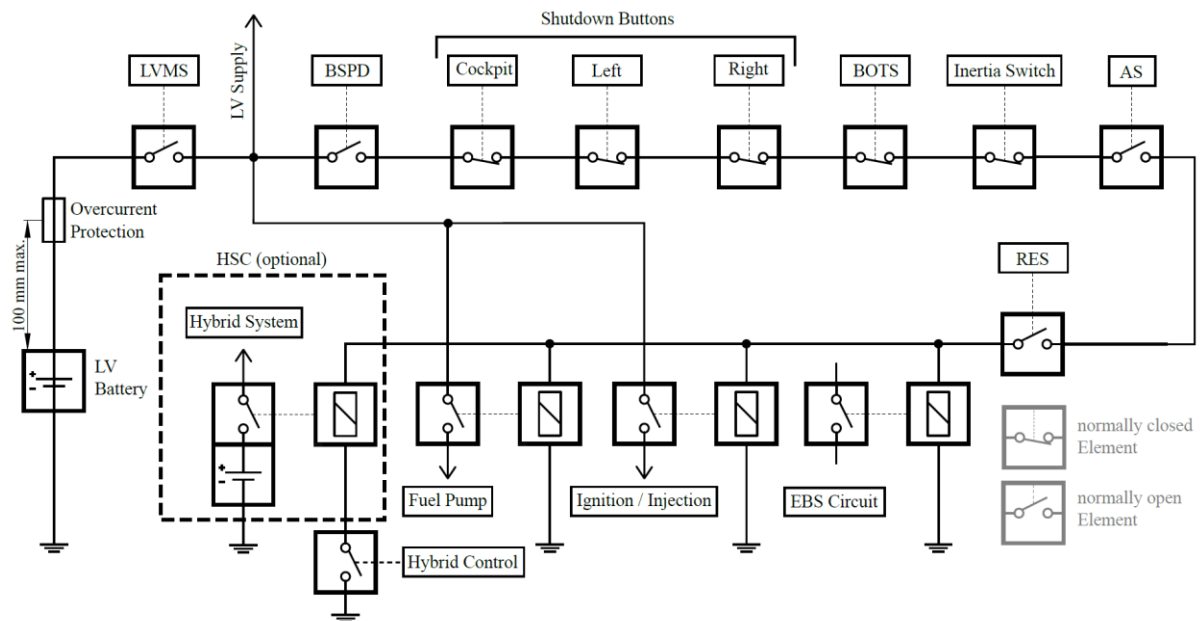 Shutdown Buttons
LVMS
LV Supply
BSPD
Cockpit
Left
Right
BOTS
Inertia Switch
AS
Overcurrent
Protection
100 mm max.
HSC (optional)
RES
Hybrid System
+
-
LV
Battery
+
-
normally closed
Element
Fuel Pump
Ignition / Injection
EBS Circuit
normally open
Element
Hybrid Control